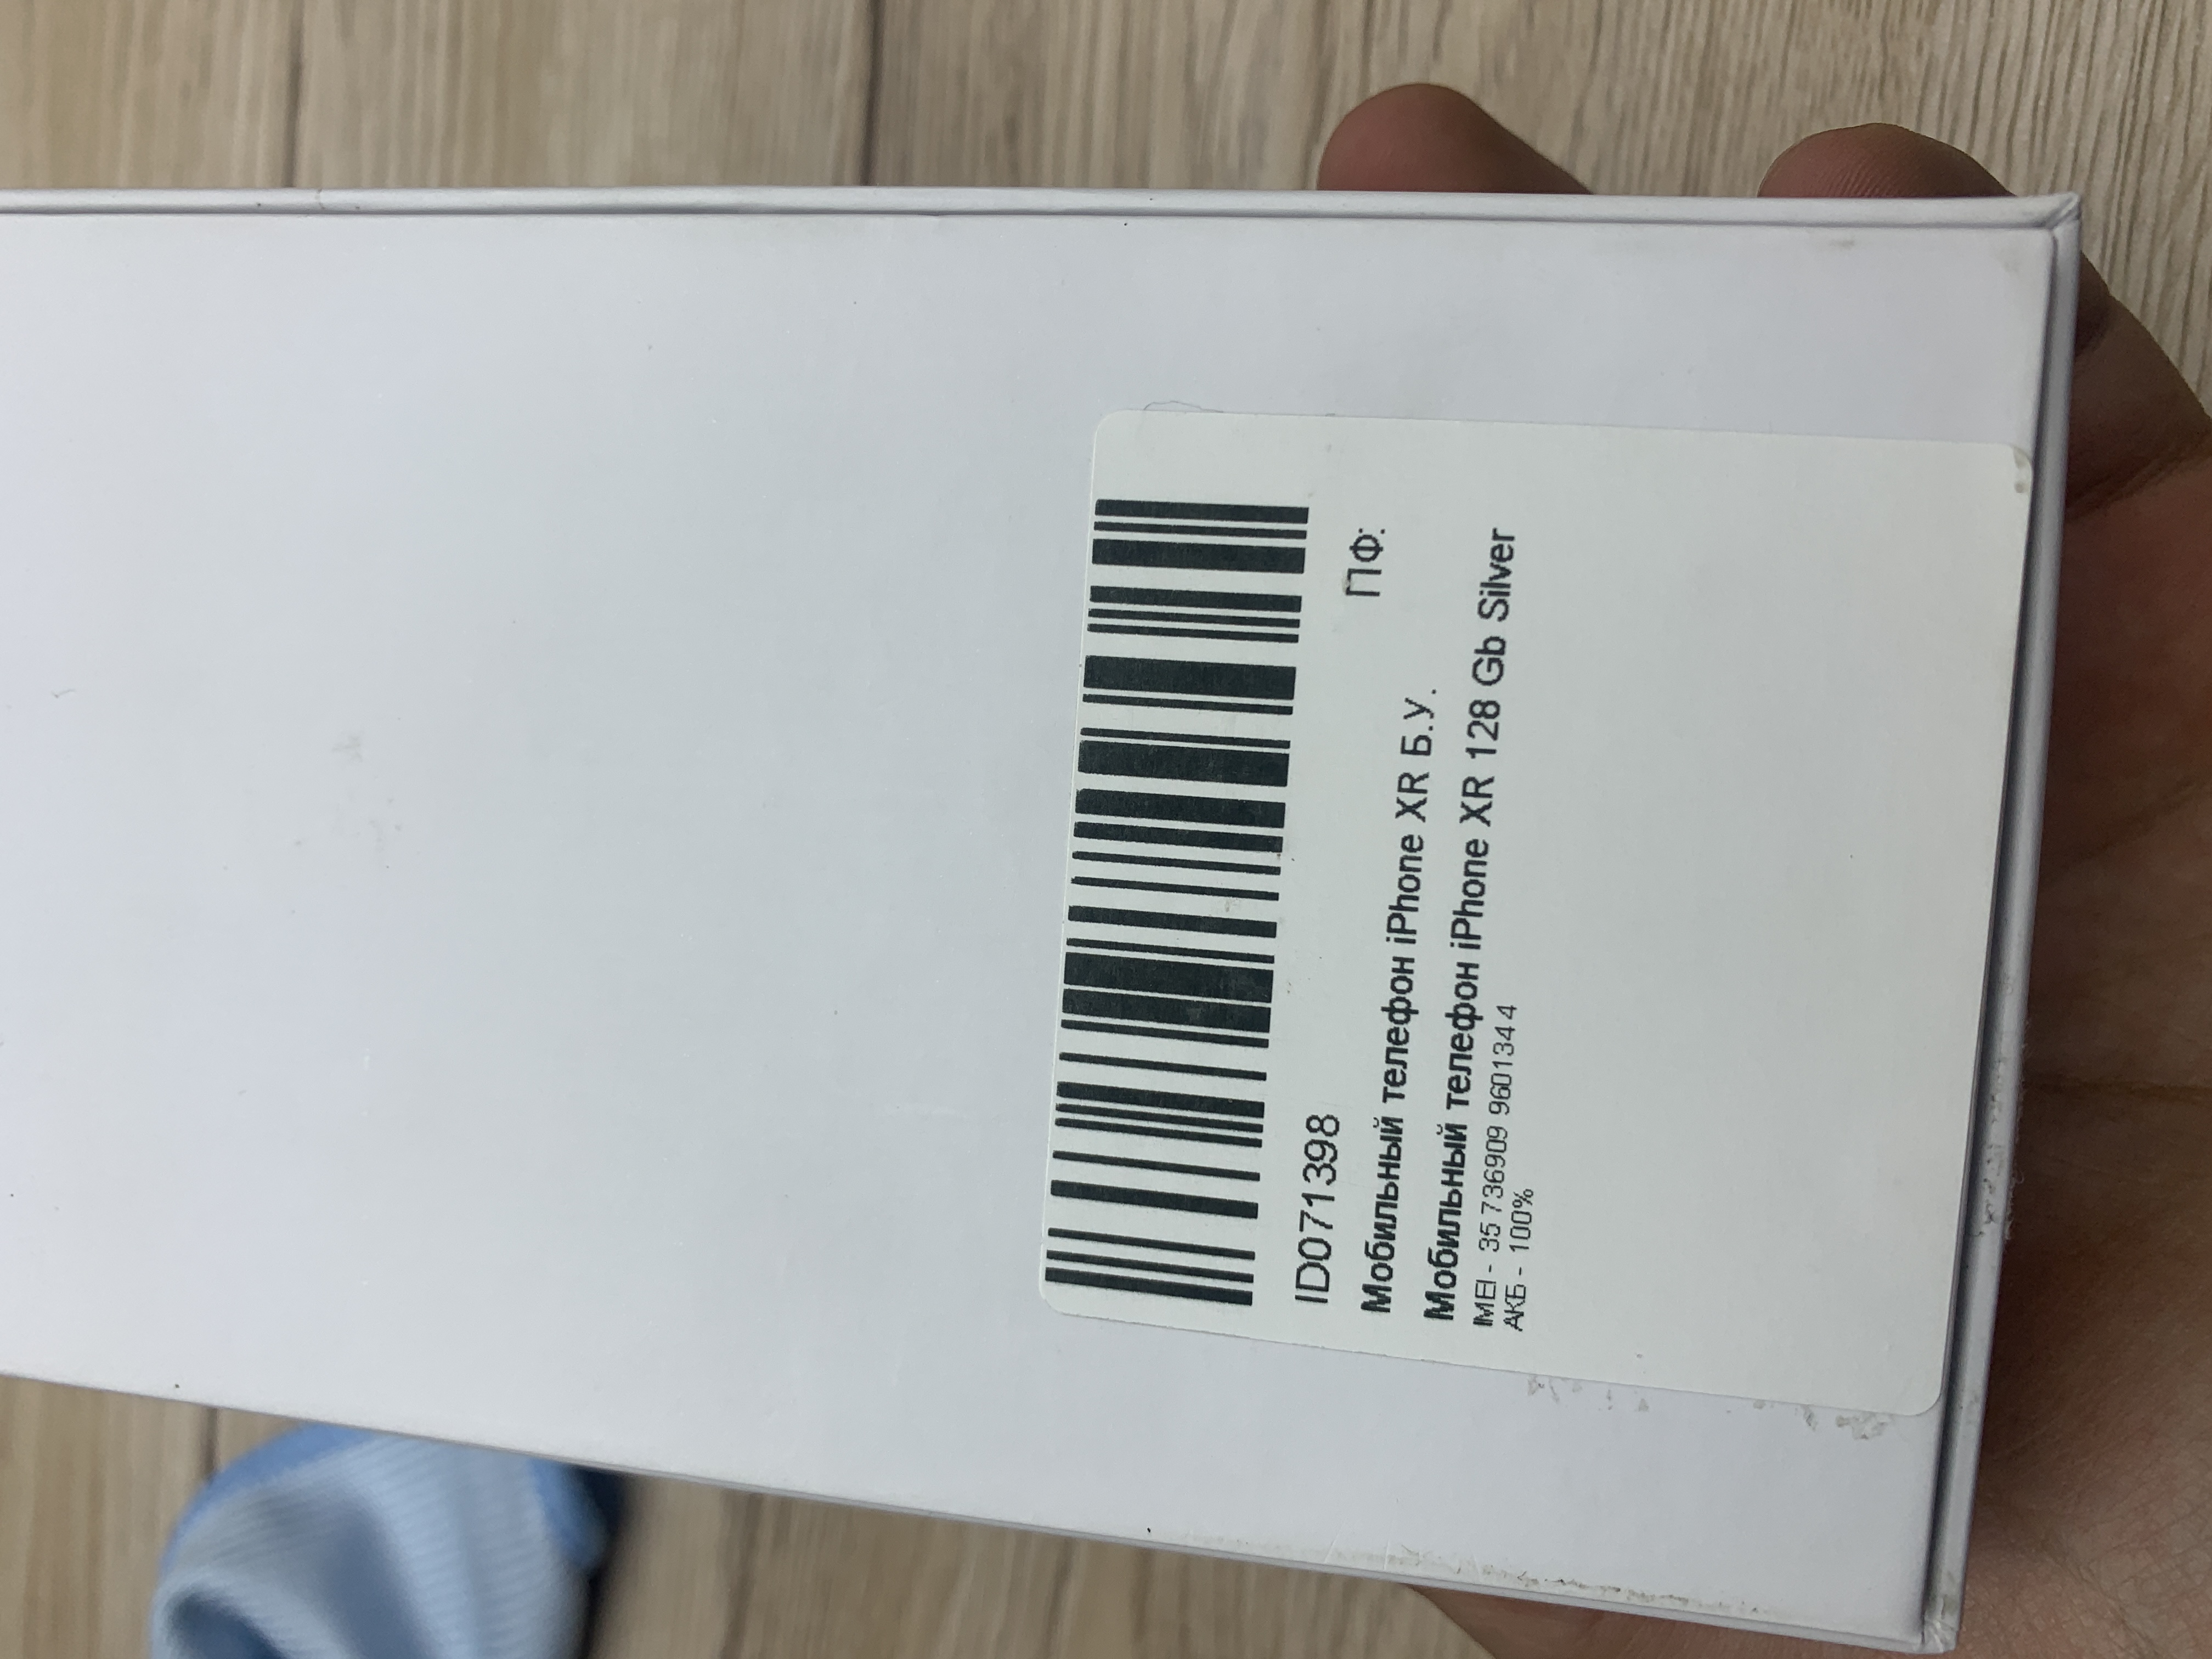 ID071398 ПФ:
Мобильный телефон iPhone XR Б.У.
Мобильный телефон iPhone XR 128 Gb Silver
IMEI - 35 736909 960134 4
АКБ - 100%